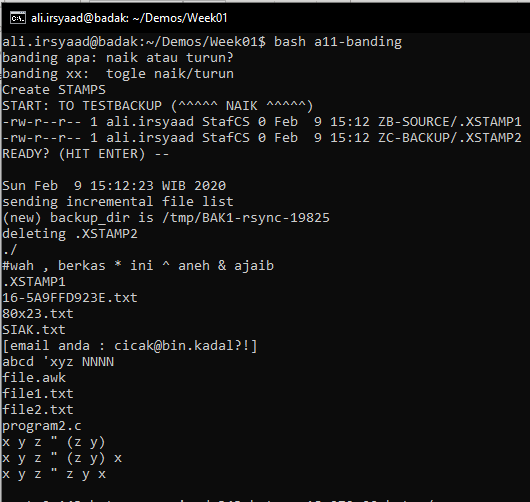 ali.irsyaad@badak: ~/Demos/Week01
ali.irsyaad@badak:~/Demos/Week01$ bash a11-banding
banding apa: naik atau turun?
banding xx:  togle naik/turun
Create STAMPS
START: TO TESTBACKUP (^^^^^ NAIK ^^^^^)
-rw-r--r-- 1 ali.irsyaad StafCS 0 Feb  9 15:12 ZB-SOURCE/.XSTAMP1
-rw-r--r-- 1 ali.irsyaad StafCS 0 Feb  9 15:12 ZC-BACKUP/.XSTAMP2
READY? (HIT ENTER) --
Sun Feb  9 15:12:23 WIB 2020
sending incremental file list
(new) backup_dir is /tmp/BAK1-rsync-19825
deleting .XSTAMP2
./
#wah , berkas * ini ^ aneh & ajaib
.XSTAMP1
16-5A9FFD923E.txt
80x23.txt
SIAK.txt
[email anda : cicak@bin.kadal?!]
abcd 'xyz NNNN
file.awk
file1.txt
file2.txt
program2.c
x y z " (z y)
x y z " (z y) x
x y z " z y x